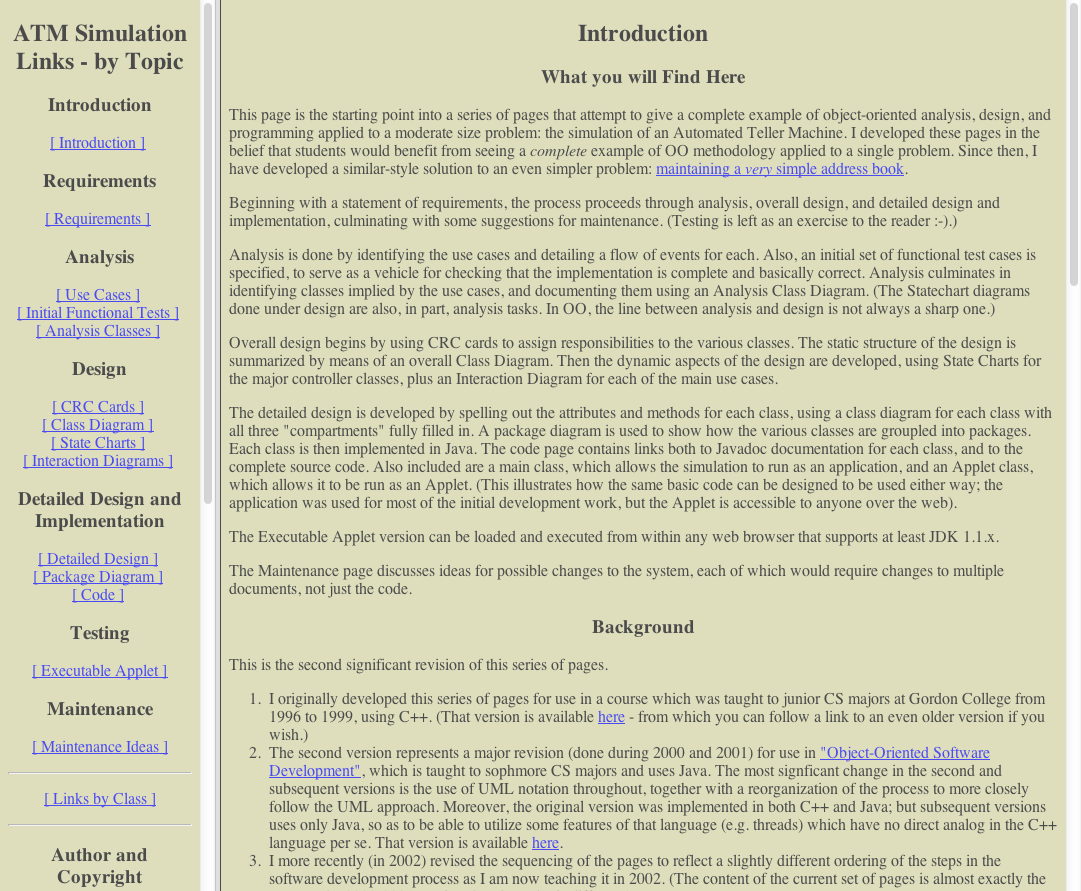 ATM Simulation
Links - by Topic
Introduction
[ Introduction ]
Requirements
[ Requirements ]
Analysis
[ Use Cases ]
[ Initial Functional Tests ]
[ Analysis Classes ]
Design
[ CRC Cards ]
[ Class Diagram ]
[ State Charts ]
[ Interaction Diagrams ]
Detailed Design and
Implementation
[ Detailed Design ]
[ Package Diagram ]
[ Code ]
Testing
[ Executable Applet ]
Maintenance
[ Maintenance Ideas ]
[ Links by Class ]
Author and
Copyright
Introduction
What you will Find Here
This page is the starting point into a series of pages that attempt to give a complete example of object-oriented analysis, design, and
programming applied to a moderate size problem: the simulation of an Automated Teller Machine. I developed these pages in the
belief that students would benefit from seeing a complete example of OO methodology applied to a single problem. Since then, I
have developed a similar-style solution to an even simpler problem: maintaining a very simple address book.
Beginning with a statement of requirements, the process proceeds through analysis, overall design, and detailed design and
implementation, culminating with some suggestions for maintenance. (Testing is left as an exercise to the reader :-).)
Analysis is done by identifying the use cases and detailing a flow of events for each. Also, an initial set of functional test cases is
specified, to serve as a vehicle for checking that the implementation is complete and basically correct. Analysis culminates in
identifying classes implied by the use cases, and documenting them using an Analysis Class Diagram. (The Statechart diagrams
done under design are also, in part, analysis tasks. In OO, the line between analysis and design is not always a sharp one.)
Overall design begins by using CRC cards to assign responsibilities to the various classes. The static structure of the design is
summarized by means of an overall Class Diagram. Then the dynamic aspects of the design are developed, using State Charts for
the major controller classes, plus an Interaction Diagram for each of the main use cases.
The detailed design is developed by spelling out the attributes and methods for each class, using a class diagram for each class with
all three "compartments" fully filled in. A package diagram is used to show how the various classes are groupled into packages.
Each class is then implemented in Java. The code page contains links both to Javadoc documentation for each class, and to the
complete source code. Also included are a main class, which allows the simulation to run as an application, and an Applet class,
which allows it to be run as an Applet. (This illustrates how the same basic code can be designed to be used either way; the
application was used for most of the initial development work, but the Applet is accessible to anyone over the web).
The Executable Applet version can be loaded and executed from within any web browser that supports at least JDK 1.1.x.
The Maintenance page discusses ideas for possible changes to the system, each of which would require changes to multiple
documents, not just the code.
Background
This is the second significant revision of this series of pages.
1. I originally developed this series of pages for use in a course which was taught to junior CS majors at Gordon College from
1996 to 1999, using C++. (That version is available here - from which you can follow a link to an even older version if you
wish.)
2. The second version represents a major revision (done during 2000 and 2001) for use in "Object-Oriented Software
Development", which is taught to sophmore CS majors and uses Java. The most signficant change in the second and
subsequent versions is the use of UML notation throughout, together with a reorganization of the process to more closely
follow the UML approach. Moreover, the original version was implemented in both C++ and Java; but subsequent versions
uses only Java, so as to be able to utilize some features of that language (e.g. threads) which have no direct analog in the C++
language per se. That version is available here.
3. I more recently (in 2002) revised the sequencing of the pages to reflect a slightly different ordering of the steps in the
software development process as I am now teaching it in 2002. (The content of the current set of pages is almost exactly the